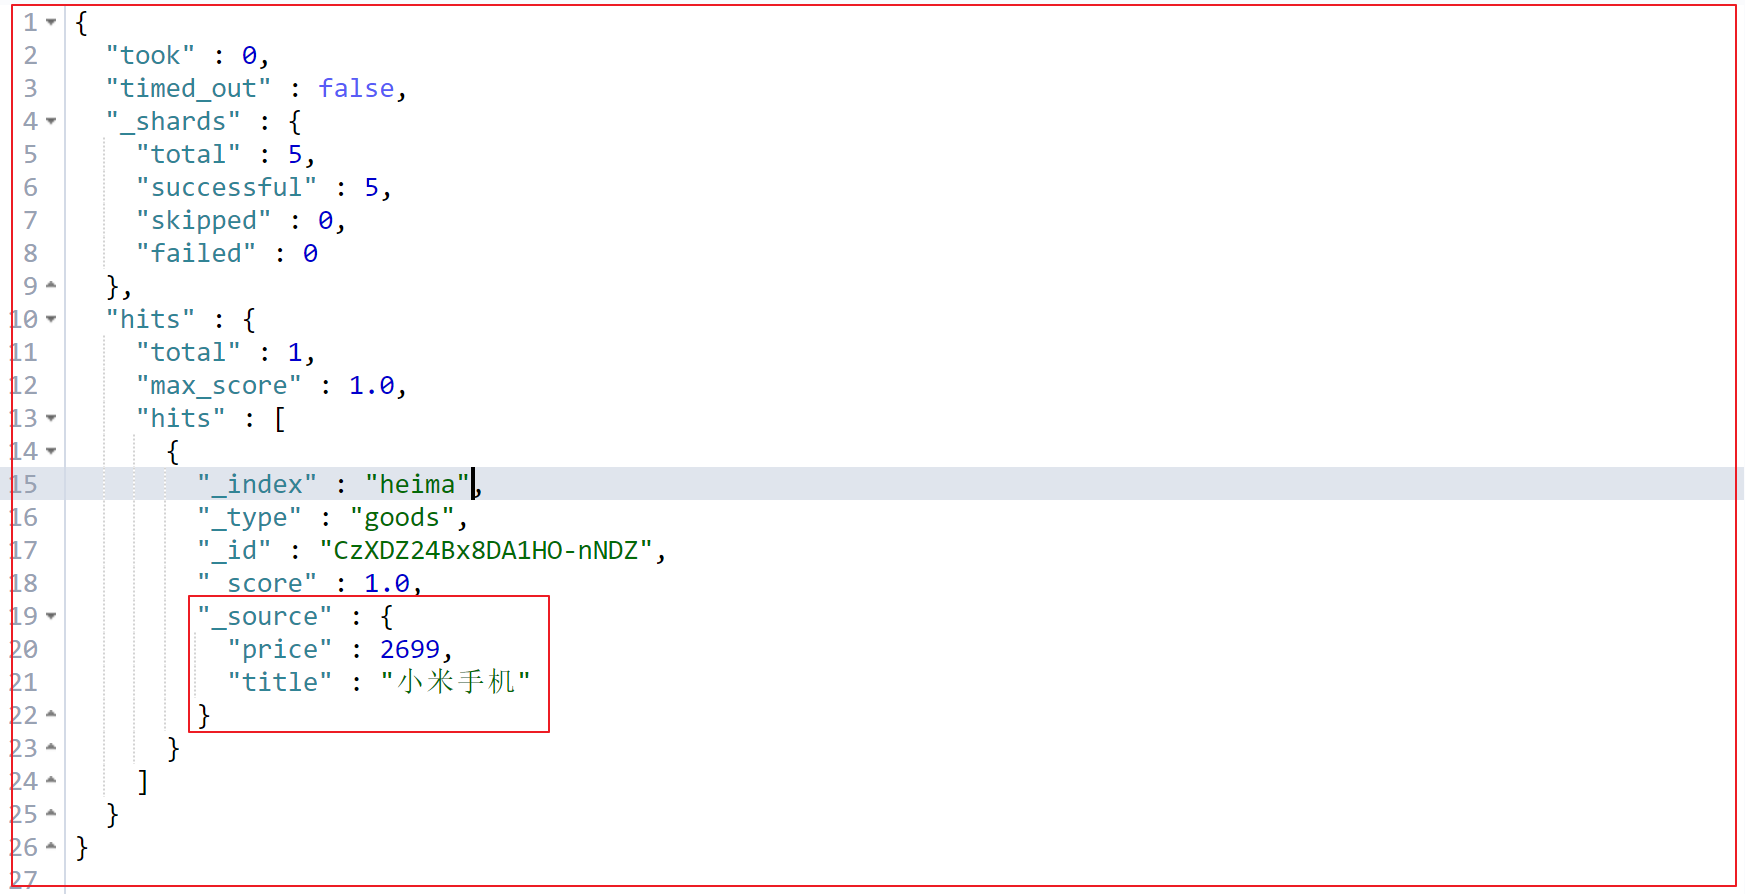 1 {
2 "took" : 0,
3 "timed_out" : false,
4 "_shards" : {
5 "total" : 5,
6 "successful" : 5,
7 "skipped" : 0,
8 "failed" : 0
9 },
10 "hits" : {
11 "total" : 1,
12 "max_score" : 1.0,
13 "hits" : [
14 {
15 "_index" : "heima",
16 "_type" : "goods",
17 "_id" : "CzXDZ24Bx8DA1HO-nNDZ",
18 "_score" : 1.0,
19 "_source" : {
20 "price" : 2699,
21 "title" : "小米手机"
22 }
23 }
24 ]
25 }
26 }
27